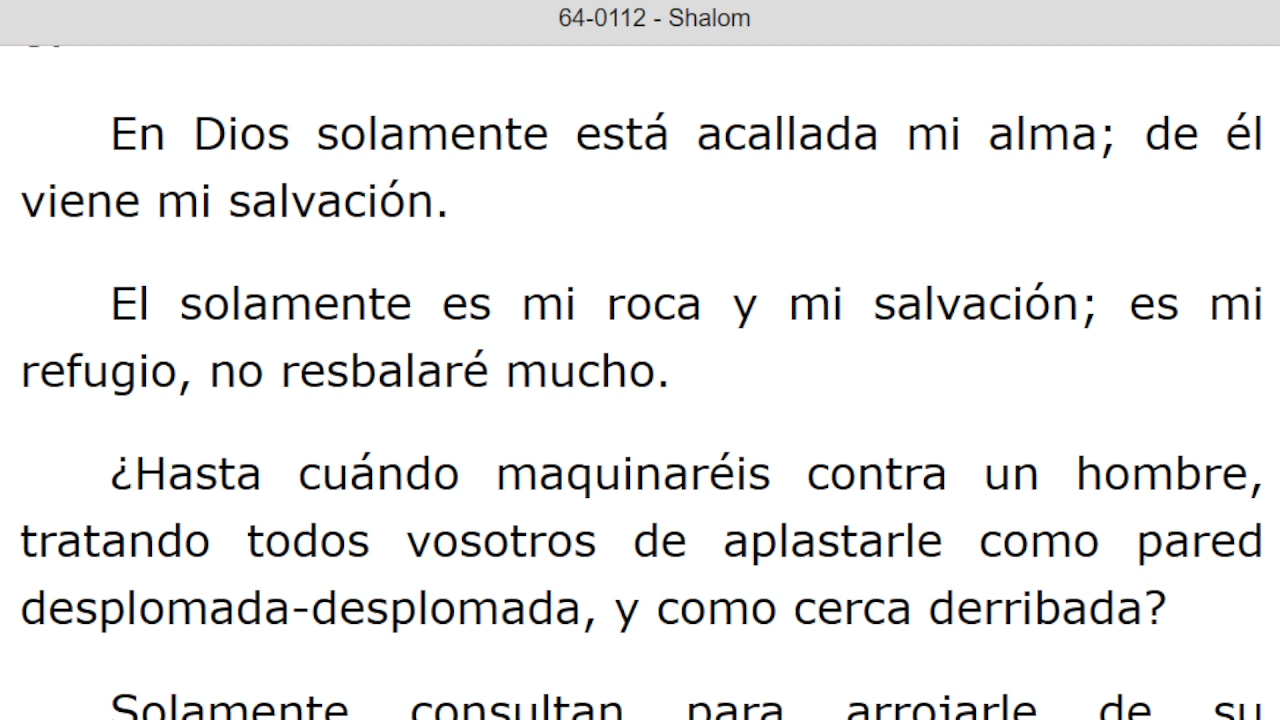 64-0112 - Shalom
En Dios solamente está acallada mi alma; de él
viene mi salvación.
El solamente es mi roca y mi salvación; es mi
refugio, no resbalaré mucho.
¿Hasta cuándo maquinaréis contra un hombre,
tratando todos vosotros de aplastarle como pared
desplomada-desplomada, y como cerca derribada?
Solamente consultan para arrojarle de su